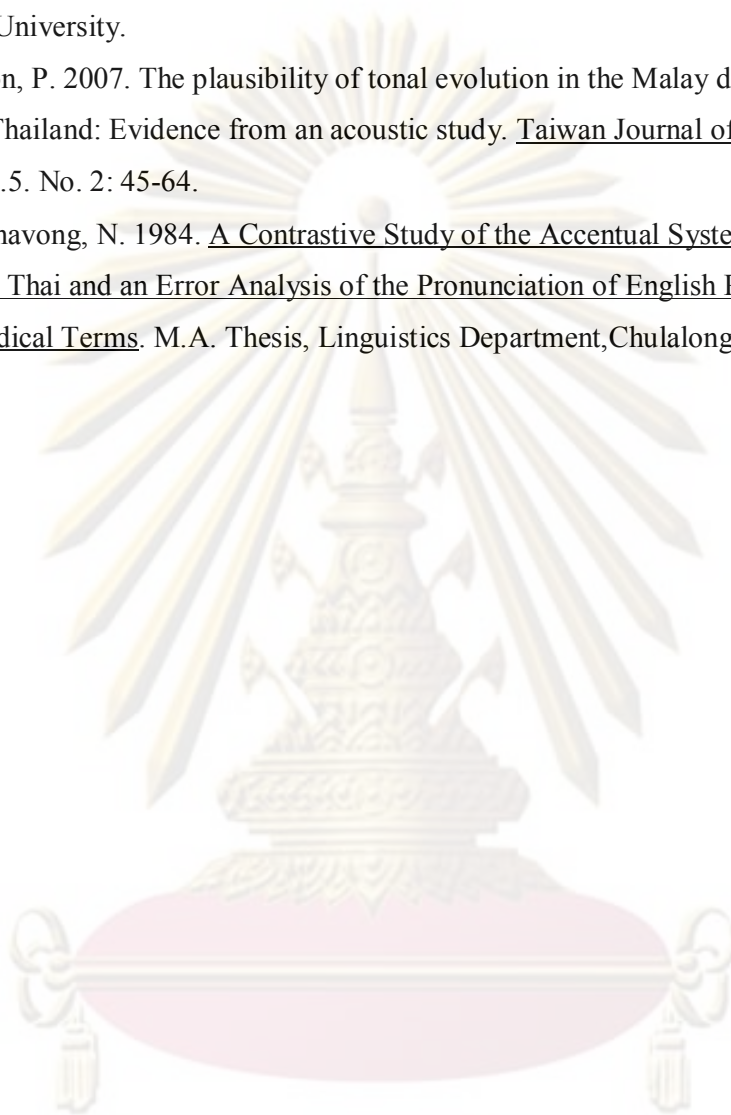 University.
on, P. 2007. The plausibility of tonal evolution in the Malay d
Thailand: Evidence from an acoustic study. Taiwan Journal of
.5. No. 2: 45-64.
navong, N. 1984. A Contrastive Study of the Accentual Syste
Thai and an Error Analysis of the Pronunciation of English
dical Terms. M.A. Thesis, Linguistics Department,Chulalong